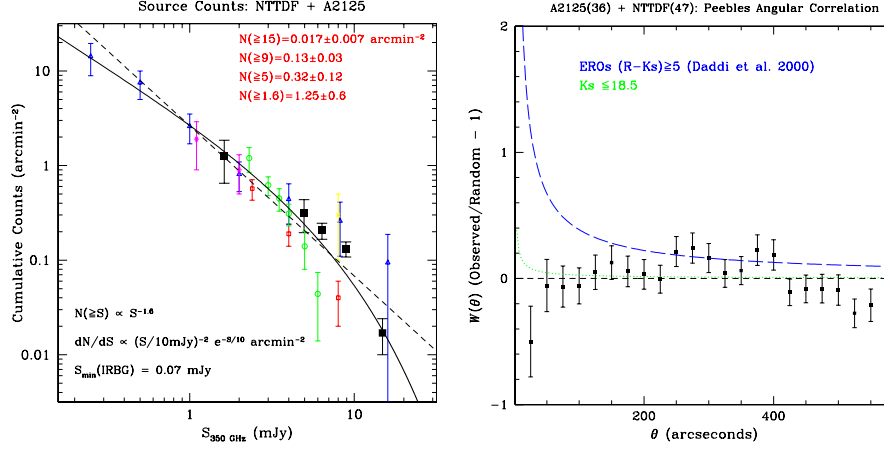 Source Counts: NTTDF + A2125
N(≥15)=0.017±0.007 arcmin⁻²
N(≥9)=0.13±0.03
N(≥5)=0.32±0.12
N(≥1.6)=1.25±0.6
Cumulative Counts (arcmin⁻²)
10
1
0.1
0.01
N(≥S) ∝ S⁻¹·⁶
dN/dS ∝ (S/10mJy)⁻² e⁻ˢ/¹⁰ arcmin⁻²
Smin(IRBG) = 0.07 mJy
1
10
S350 GHz (mJy)
A2125(36) + NTTDF(47): Peebles Angular Correlation
EROs (R-Ks)≥5 (Daddi et al. 2000)
Ks ≤18.5
W(θ) (Observed/Random - 1)
2
1
0
-1
200
400
θ (arcseconds)